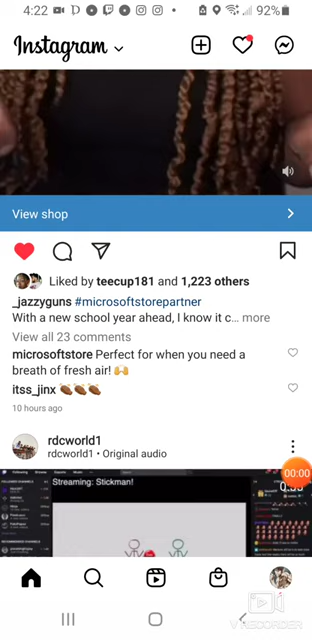 4:22
92%
Instagram
View shop
Liked by teecup181 and 1,223 others
_jazzyguns #microsoftstorepartner
With a new school year ahead, I know it c... more
View all 23 comments
microsoftstore Perfect for when you need a
breath of fresh air!
itss_jinx
10 hours ago
rdcworld1
rdcworld1 • Original audio
00:00
Streaming: Stickman!